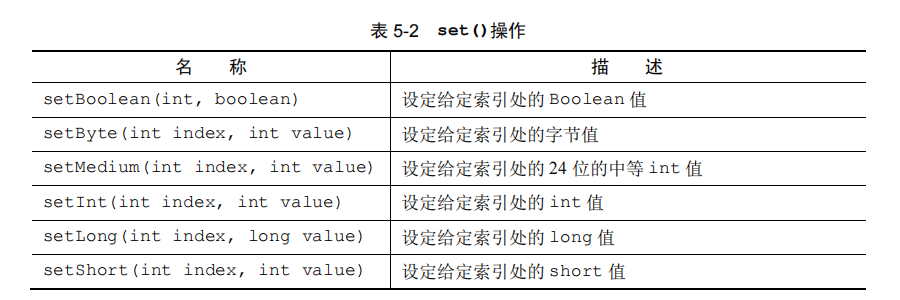 表 5-2 set()操作
名 称 描 述
setBoolean(int, boolean) 设定给定索引处的 Boolean 值
setByte(int index, int value) 设定给定索引处的字节值
setMedium(int index, int value) 设定给定索引处的 24 位的中等 int 值
setInt(int index, int value) 设定给定索引处的 int 值
setLong(int index, long value) 设定给定索引处的 long 值
setShort(int index, int value) 设定给定索引处的 short 值